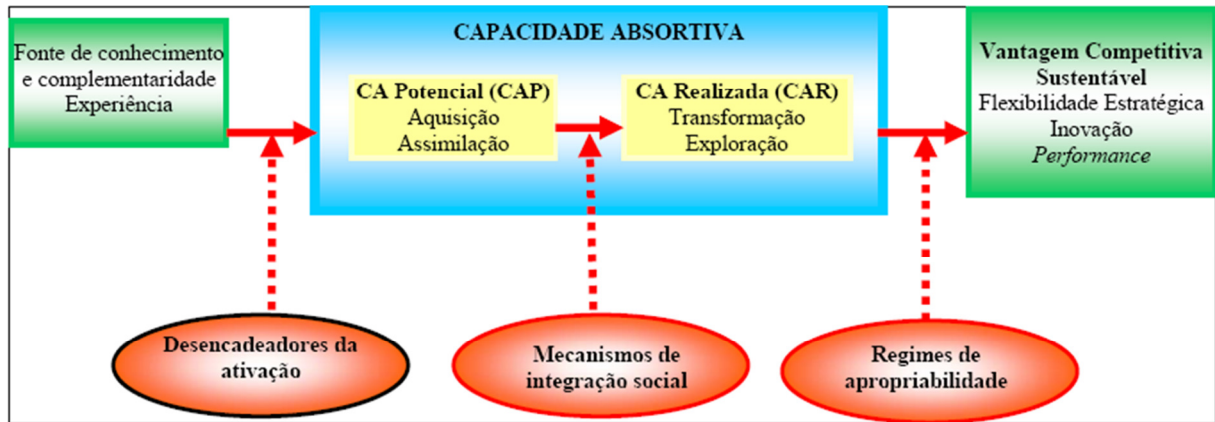 Fonte de conhecimento
e complementaridade
Experiência
CAPACIDADE ABSORTIVA
CA Potencial (CAP)
Aquisição
Assimilação
CA Realizada (CAR)
Transformação
Exploração
Vantagem Competitiva
Sustentável
Flexibilidade Estratégica
Inovação
Performance
Desencadeadores da
ativação
Mecanismos de
integração social
Regimes de
apropriabilidade